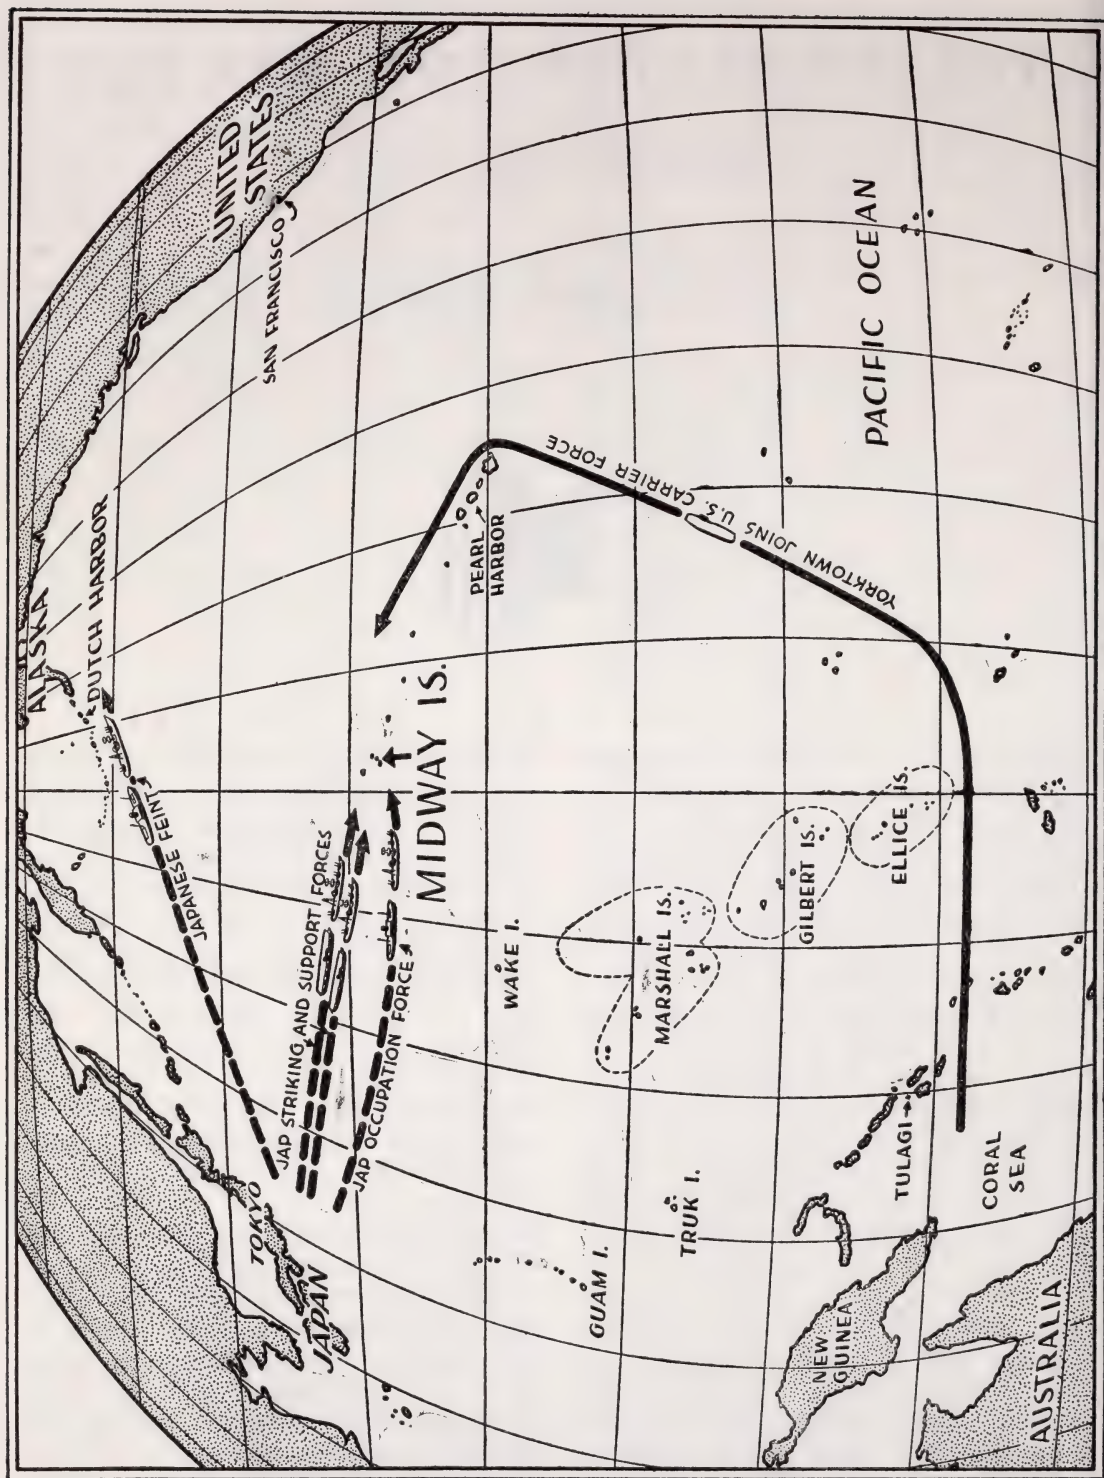 ALASKA
DUTCH HARBOR
UNITED
STATES
SAN FRANCISCO
JAPANESE FEINT
TOKYO
JAPAN
JAP STRIKING AND SUPPORT FORCES
JAP OCCUPATION FORCE
MIDWAY IS.
PEARL
HARBOR
WAKE I.
GUAM I.
TRUK I.
MARSHALL IS.
GILBERT IS.
ELLICE IS.
YORKTOWN JOINS U.S. CARRIER FORCE
PACIFIC OCEAN
NEW
GUINEA
TULAGI
CORAL
SEA
AUSTRALIA